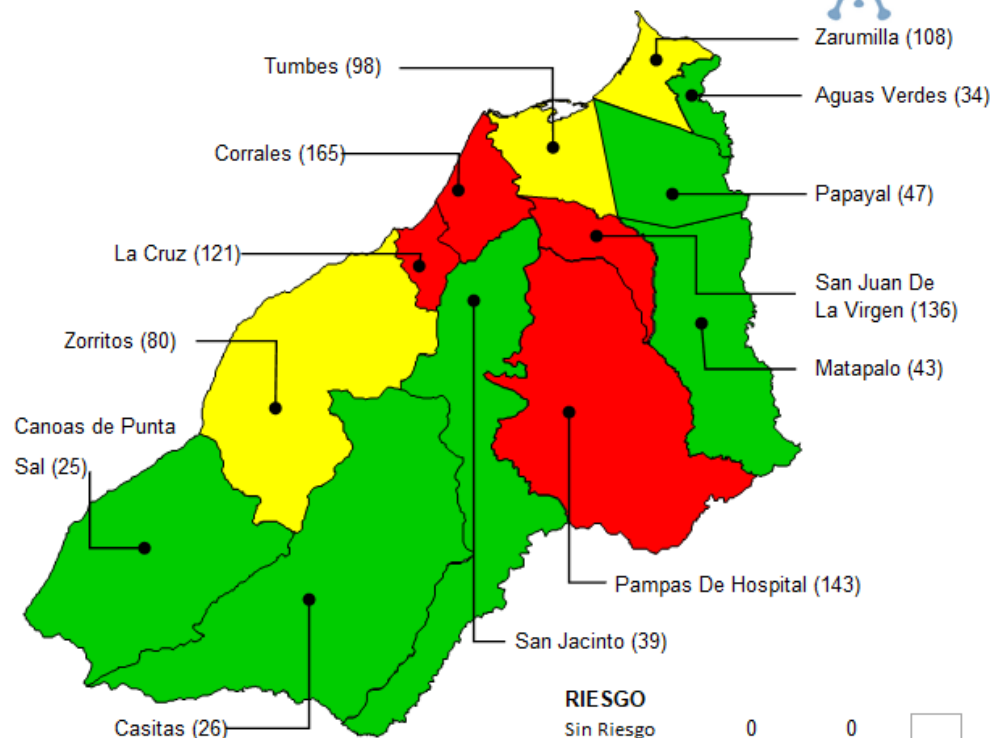 Zarumilla (108)
Tumbes (98)
Aguas Verdes (34)
Corrales (165)
Papayal (47)
La Cruz (121)
San Juan De
La Virgen (136)
Zorritos (80)
Matapalo (43)
Canoas de Punta
Sal (25)
Pampas De Hospital (143)
San Jacinto (39)
Casitas (26)
RIESGO
Sin Riesgo 0 0